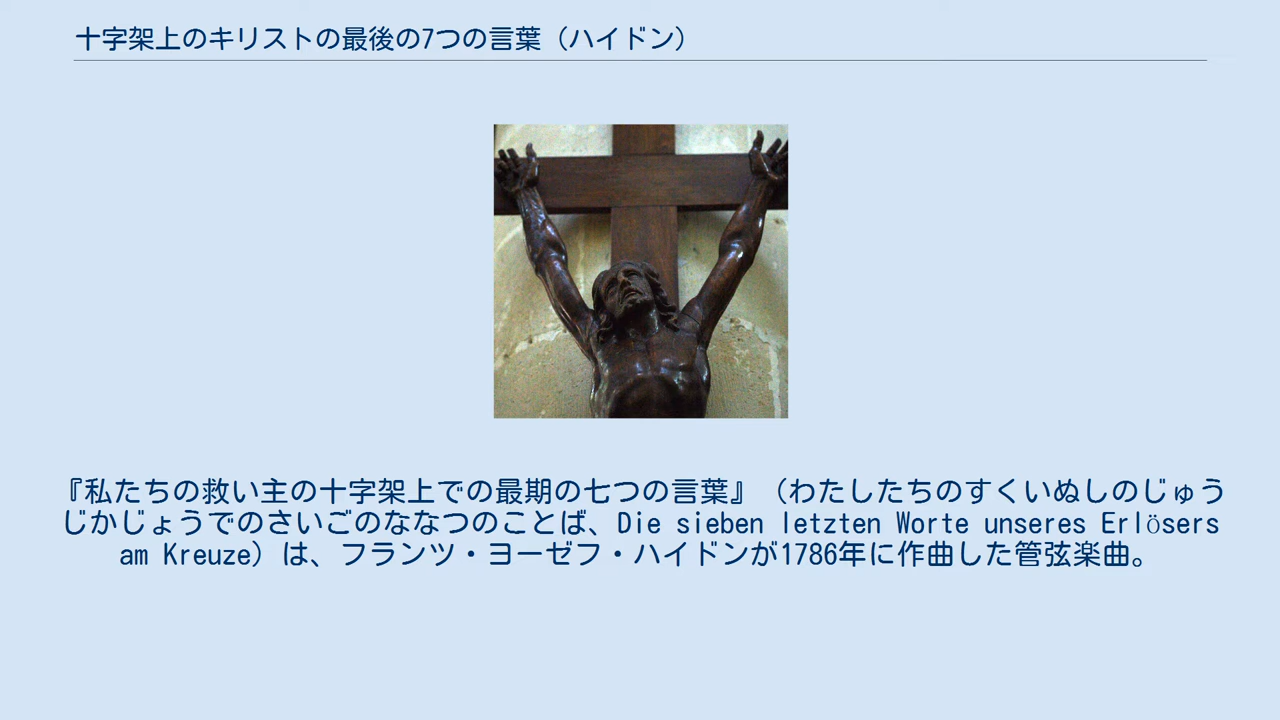 十字架上のキリストの最後の7つの言葉（ハイドン）
『私たちの救い主の十字架上での最期の七つの言葉』（わたしたちのすくいぬしのじゅう
じかじょうでのさいごのななつのことば、Die sieben letzten Worte unseres Erlösers
am Kreuze）は、フランツ・ヨーゼフ・ハイドンが1786年に作曲した管弦楽曲。